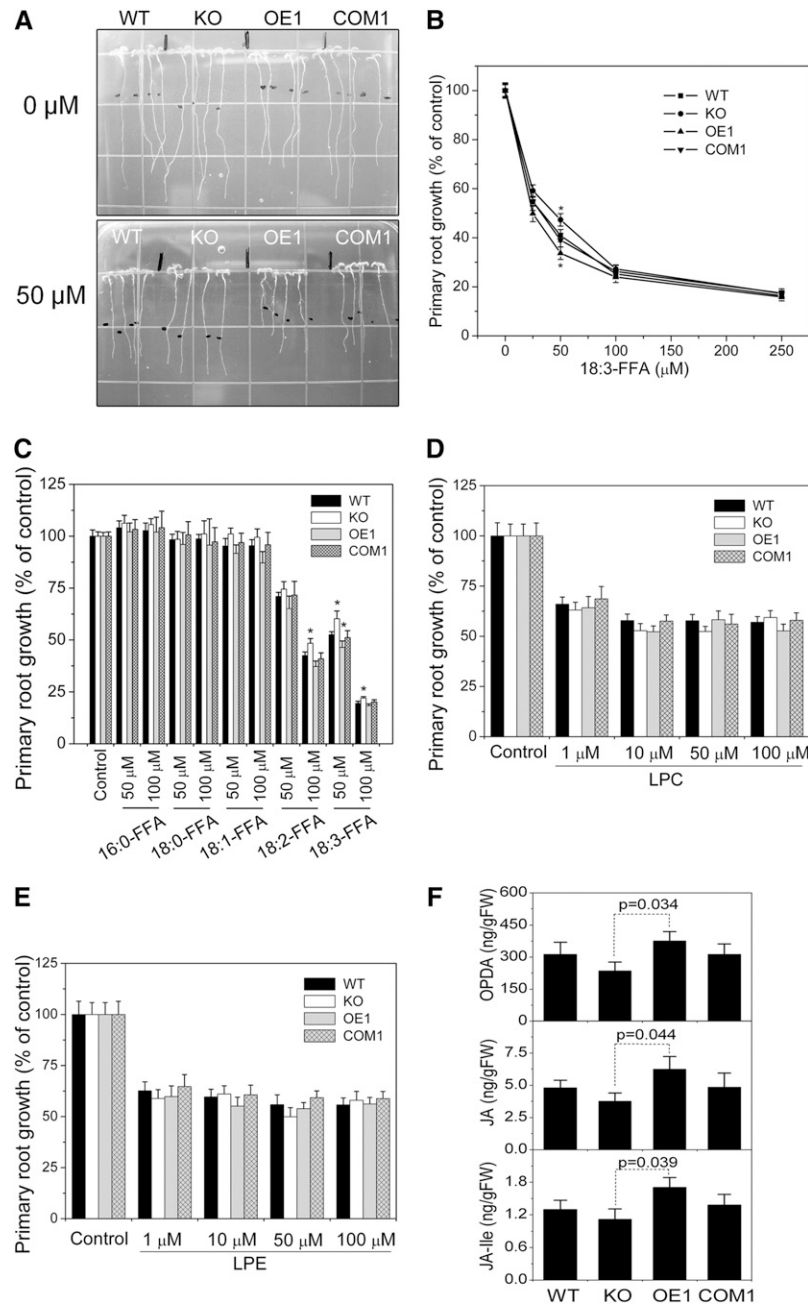 A
WT KO OE1 COM1
0 µM
WT KO OE1 COM1
50 µM
B
Primary root growth (% of control)
100
80
60
40
20
0
WT
KO
OE1
COM1
*
*
0 50 100 150 200 250
18:3-FFA (µM)
C
Primary root growth (% of control)
125
100
75
50
25
0
WT
KO
OE1
COM1
* * * *
Control 50 µM 100 µM 50 µM 100 µM 50 µM 100 µM 50 µM 100 µM 50 µM 100 µM
16:0-FFA 18:0-FFA 18:1-FFA 18:2-FFA 18:3-FFA
D
Primary root growth (% of control)
125
100
75
50
25
0
WT
KO
OE1
COM1
Control 1 µM 10 µM 50 µM 100 µM
LPC
E
Primary root growth (% of control)
125
100
75
50
25
0
WT
KO
OE1
COM1
Control 1 µM 10 µM 50 µM 100 µM
LPE
F
OPDA (ng/gFW)
600
450
300
150
0
p=0.034
JA (ng/gFW)
7.5
5.0
2.5
0.0
p=0.044
JA-Ile (ng/gFW)
1.8
1.2
0.6
0.0
p=0.039
WT KO OE1 COM1